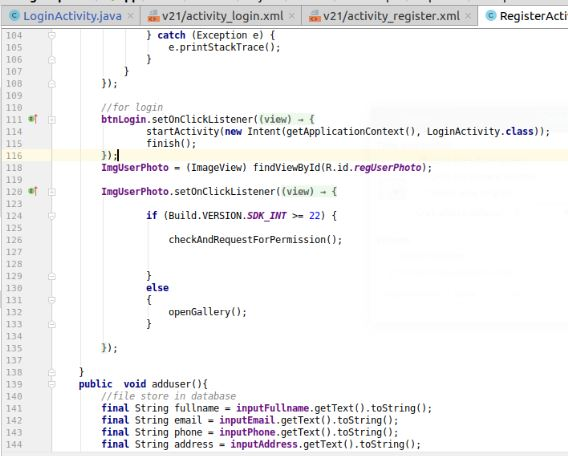 LoginActivity.java × v21/activity_login.xml × v21/activity_register.xml × RegisterActi
104 } catch (Exception e) {
105 e.printStackTrace();
106 }
107 }
108 });
109
110 //for login
111 btnLogin.setOnClickListener((view) → {
114 startActivity(new Intent(getApplicationContext(), LoginActivity.class));
115 finish();
116 });
118 ImgUserPhoto = (ImageView) findViewById(R.id.regUserPhoto);
119
120 ImgUserPhoto.setOnClickListener((view) → {
123
124 if (Build.VERSION.SDK_INT >= 22) {
125
126 checkAndRequestForPermission();
127
128
129 }
130 else
131 {
132 openGallery();
133 }
134
135 });
137
138 }
139 public void adduser(){
140 //file store in database
141 final String fullname = inputFullname.getText().toString();
142 final String email = inputEmail.getText().toString();
143 final String phone = inputPhone.getText().toString();
144 final String address = inputAddress.getText().toString();